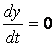 dy/dt = 0